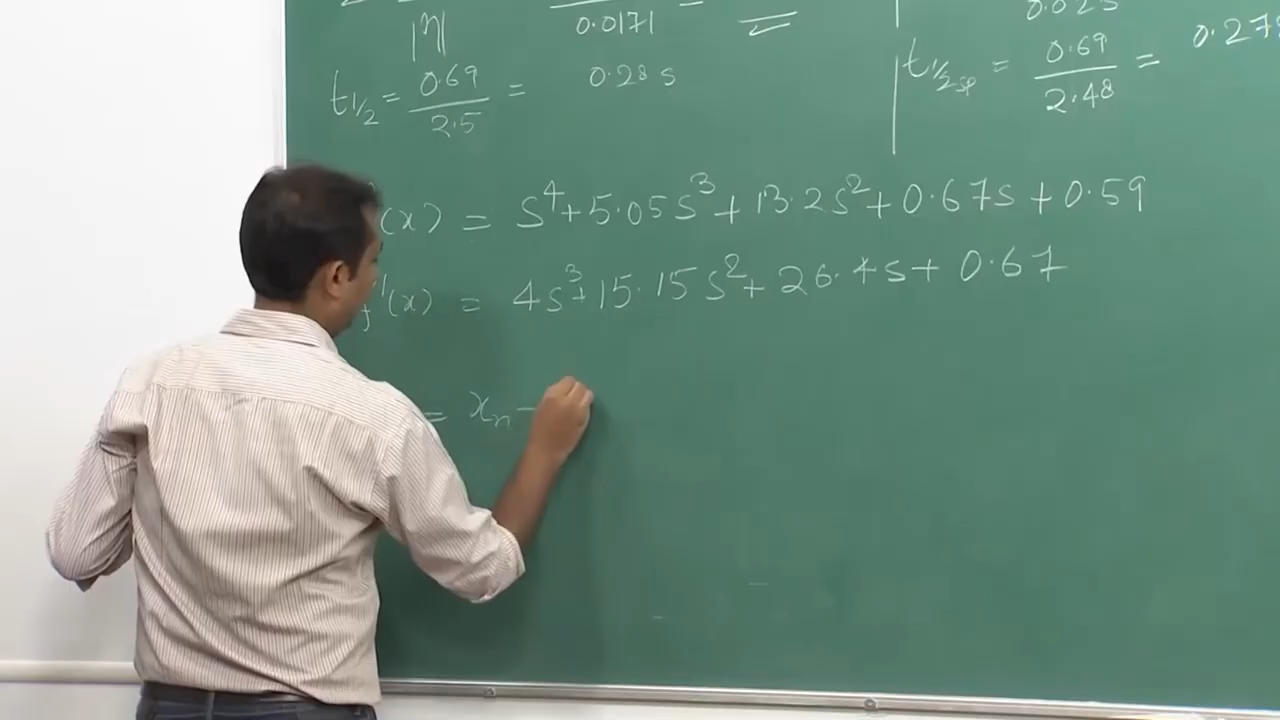 |η| 0.0171 =
t1/2 = 0.69/2.5 = 0.28 s
0.025
t1/2sp = 0.69/2.48 = 0.27
(x) = s⁴ + 5.05s³ + 13.2s² + 0.67s + 0.59
f'(x) = 4s³ + 15.15s² + 26.4s + 0.67
= xₙ -